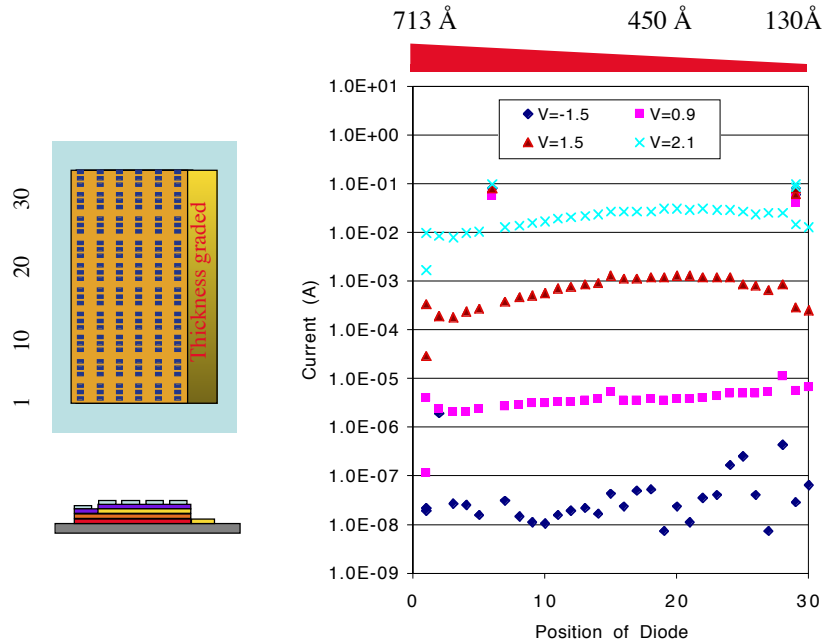 713 Å 450 Å 130Å
30
20
10
1
Thickness graded
V=-1.5 V=0.9
V=1.5 V=2.1
Current (A)
1.0E+01
1.0E+00
1.0E-01
1.0E-02
1.0E-03
1.0E-04
1.0E-05
1.0E-06
1.0E-07
1.0E-08
1.0E-09
0 10 20 30
Position of Diode